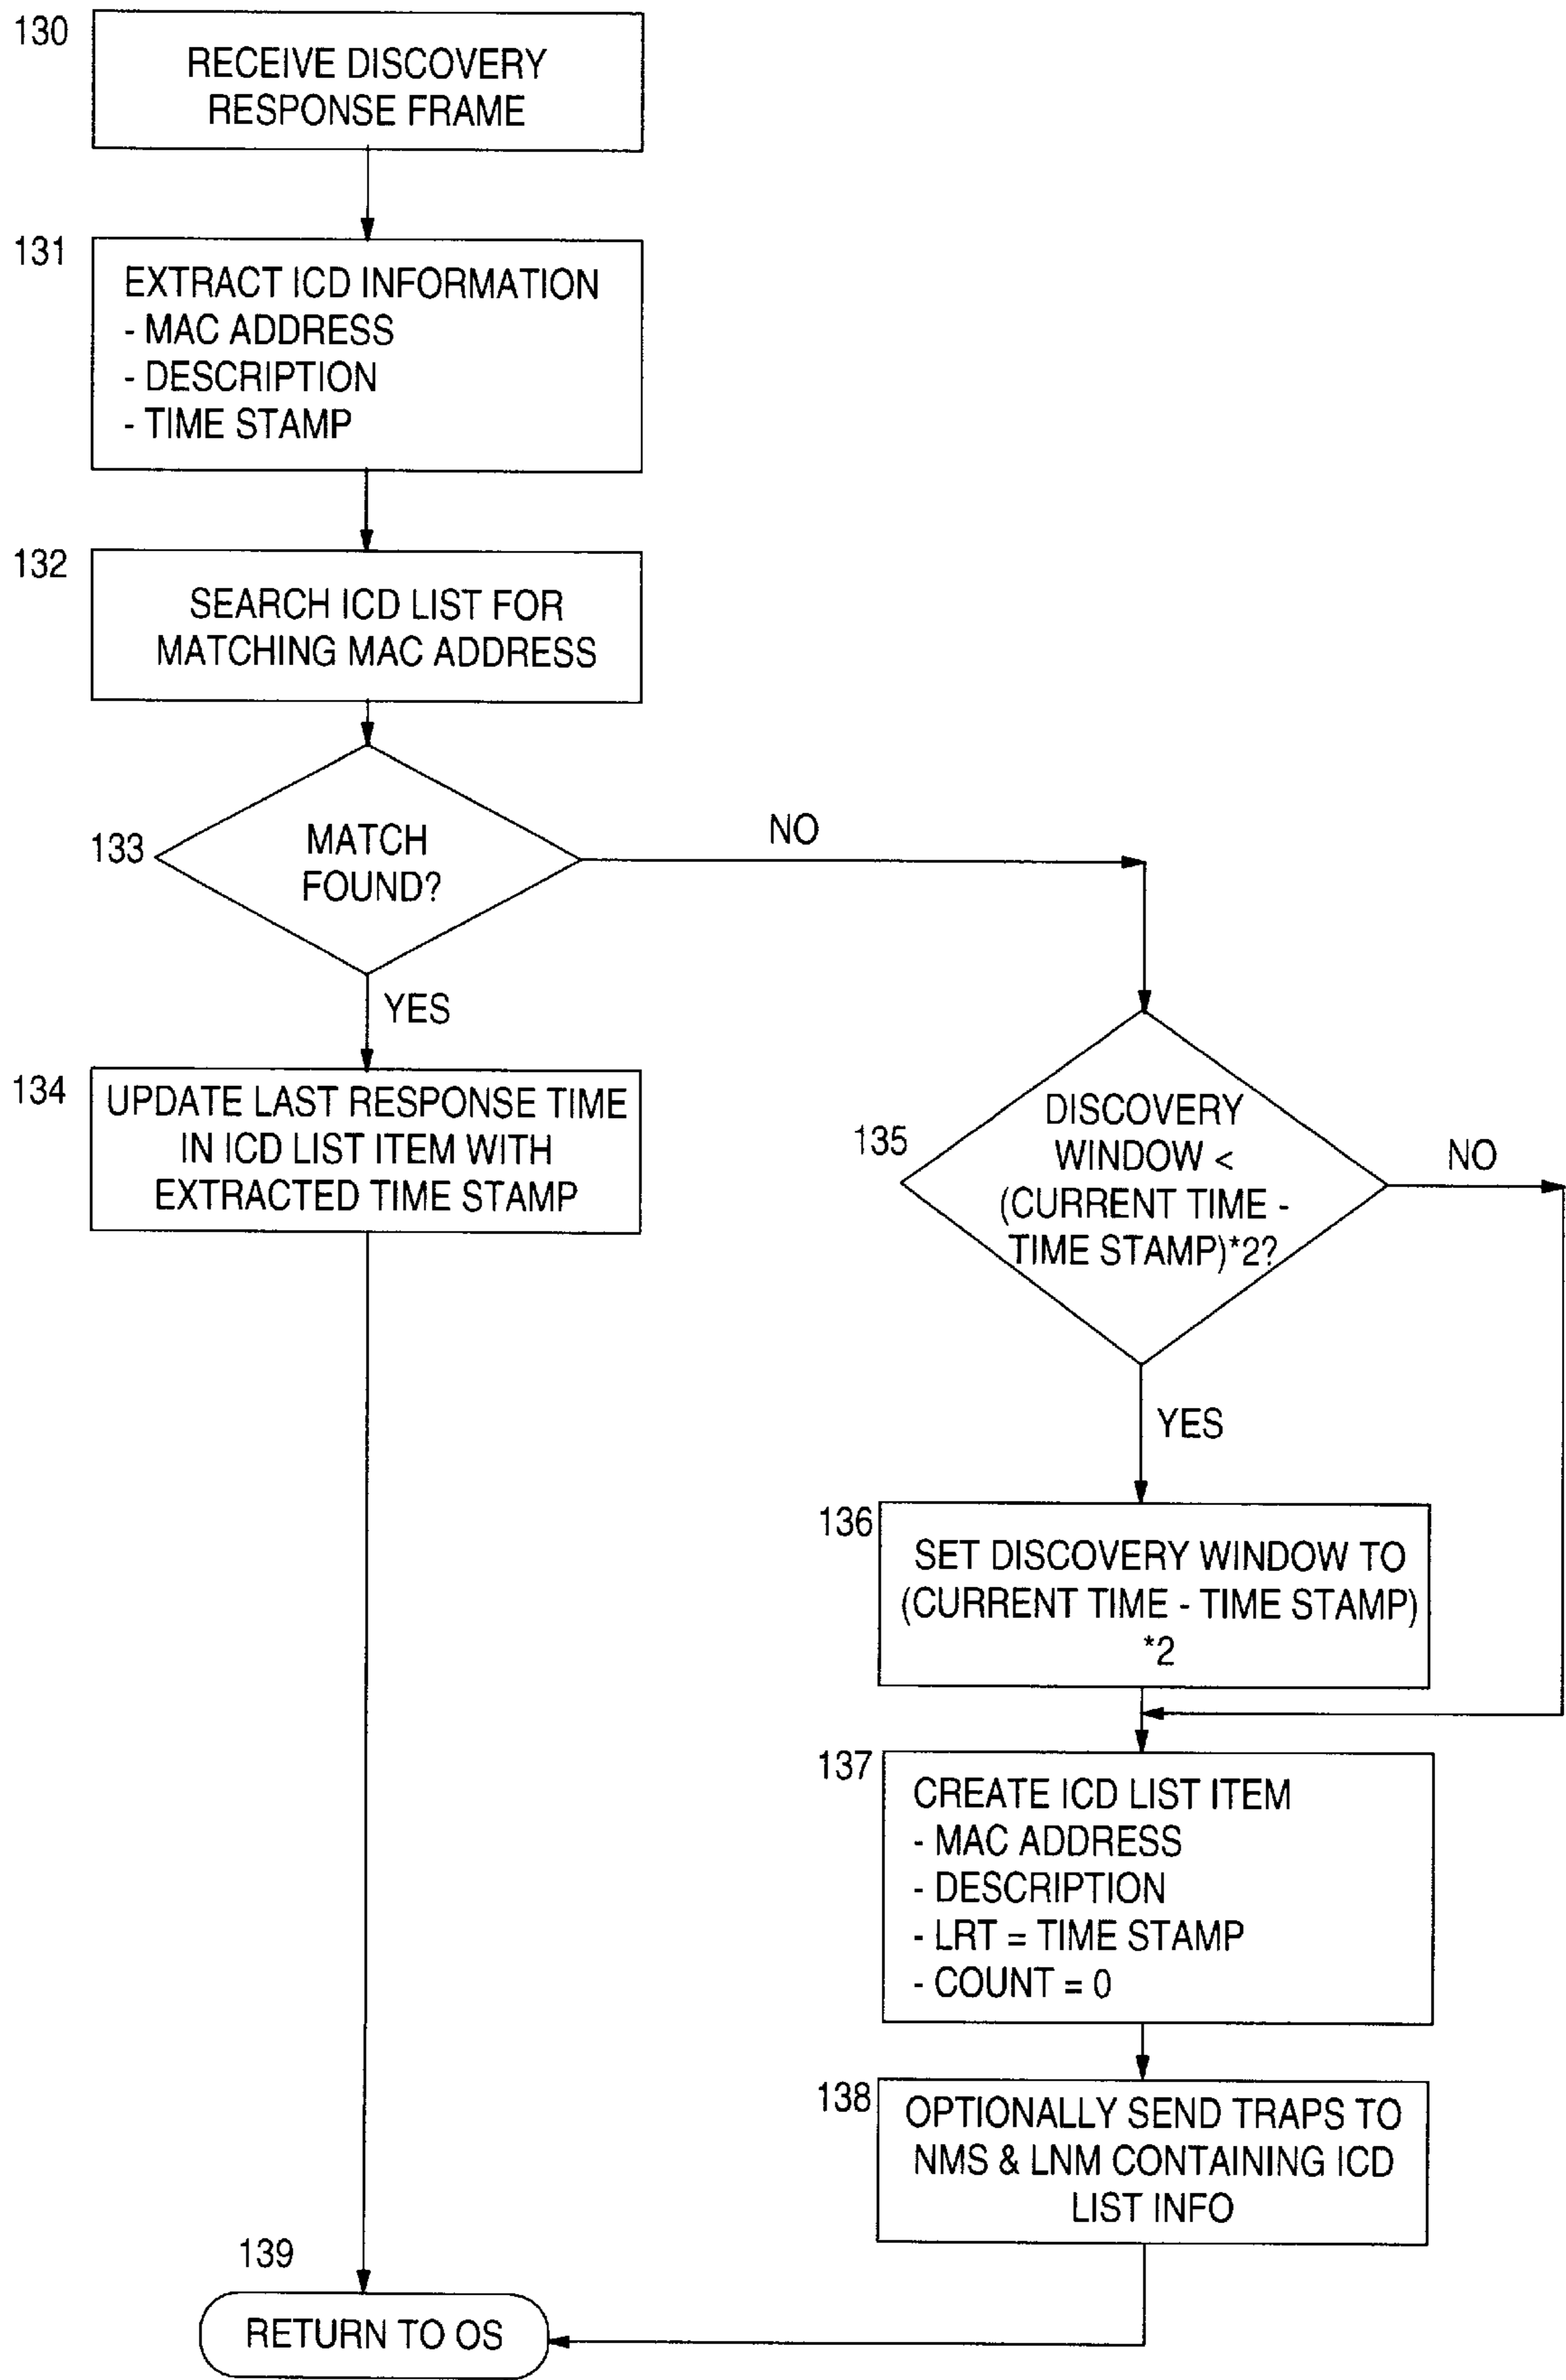 130
RECEIVE DISCOVERY
RESPONSE FRAME
131
EXTRACT ICD INFORMATION
- MAC ADDRESS
- DESCRIPTION
- TIME STAMP
132
SEARCH ICD LIST FOR
MATCHING MAC ADDRESS
133
MATCH
FOUND?
NO
YES
134
UPDATE LAST RESPONSE TIME
IN ICD LIST ITEM WITH
EXTRACTED TIME STAMP
135
DISCOVERY
WINDOW <
(CURRENT TIME -
TIME STAMP)*2?
NO
YES
136
SET DISCOVERY WINDOW TO
(CURRENT TIME - TIME STAMP)
*2
137
CREATE ICD LIST ITEM
- MAC ADDRESS
- DESCRIPTION
- LRT = TIME STAMP
- COUNT = 0
138
OPTIONALLY SEND TRAPS TO
NMS & LNM CONTAINING ICD
LIST INFO
139
RETURN TO OS